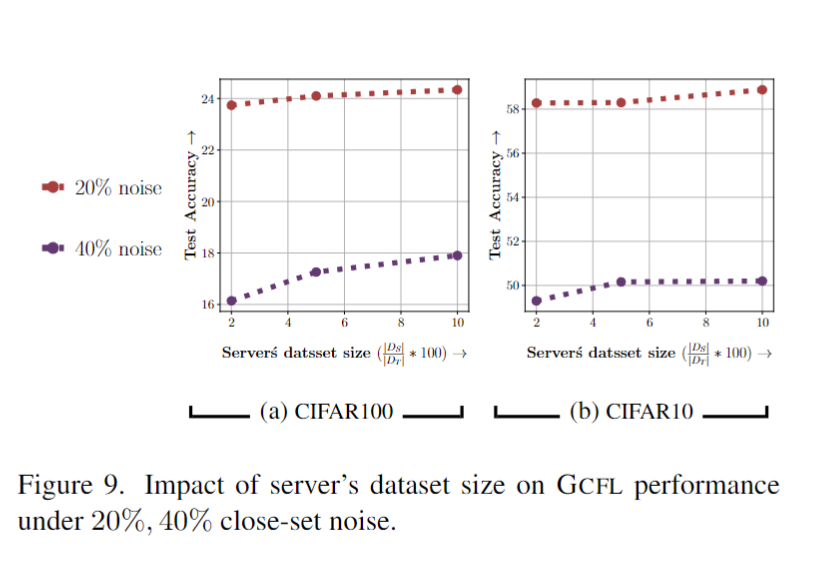 20% noise
40% noise
Test Accuracy →
24
22
20
18
16
2 4 6 8 10
Serverś datsset size (|Ds|/|Dr| * 100) →
(a) CIFAR100
Test Accuracy →
58
56
54
52
50
2 4 6 8 10
Serverś datsset size (|Ds|/|Dr| * 100) →
(b) CIFAR10
Figure 9. Impact of server's dataset size on GCFL performance
under 20%, 40% close-set noise.